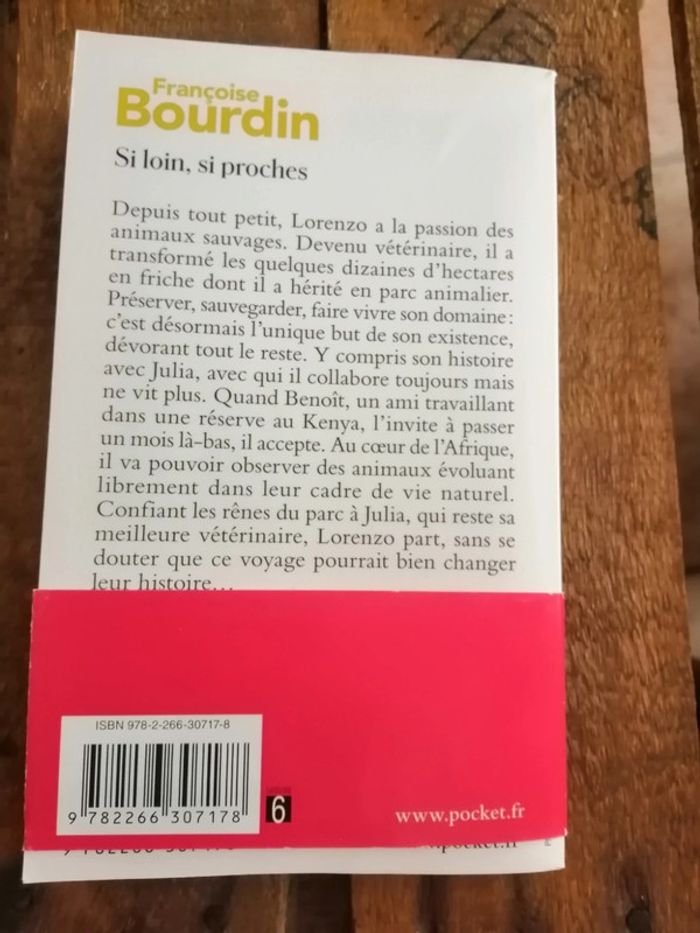 Françoise
Bourdin
Si loin, si proches
Depuis tout petit, Lorenzo a la passion des
animaux sauvages. Devenu vétérinaire, il a
transformé les quelques dizaines d’hectares
en friche dont il a hérité en parc animalier.
Préserver, sauvegarder, faire vivre son domaine :
c’est désormais l’unique but de son existence,
dévorant tout le reste. Y compris son histoire
avec Julia, avec qui il collabore toujours mais
ne vit plus. Quand Benoît, un ami travaillant
dans une réserve au Kenya, l’invite à passer
un mois là-bas, il accepte. Au cœur de l’Afrique,
il va pouvoir observer des animaux évoluant
librement dans leur cadre de vie naturel.
Confiant les rênes du parc à Julia, qui reste sa
meilleure vétérinaire, Lorenzo part, sans se
douter que ce voyage pourrait bien changer
leur histoire…
ISBN 978-2-266-30717-8
9 782266 307178
6
www.pocket.fr